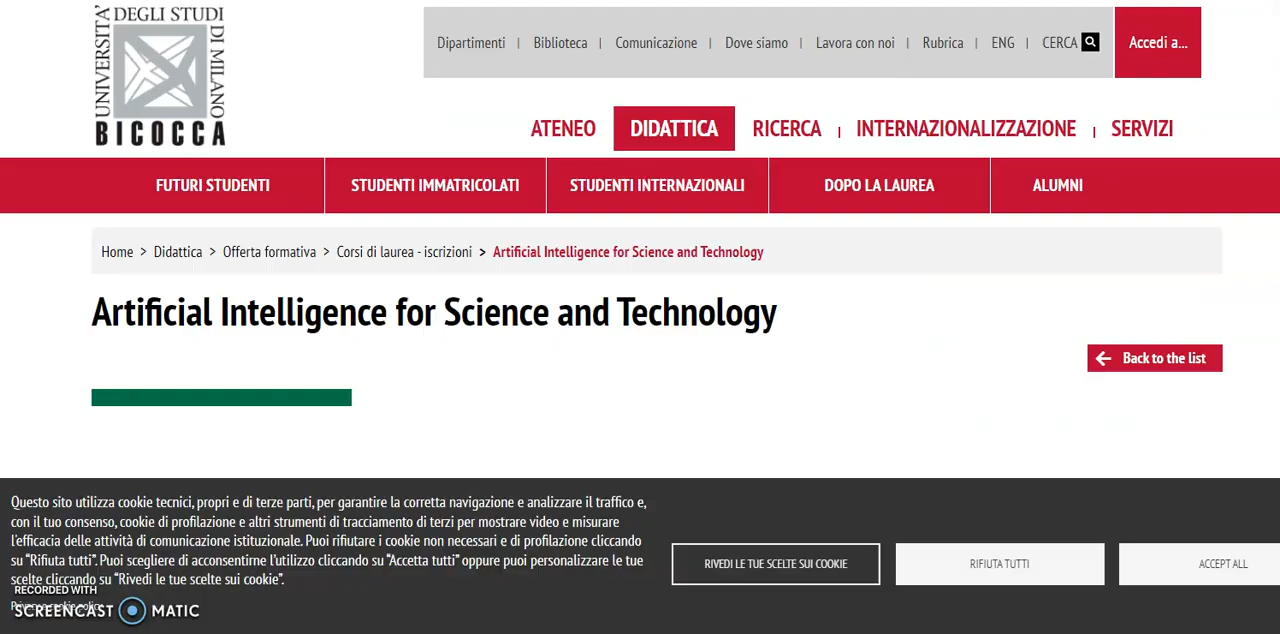 UNIVERSITA' DEGLI STUDI DI MILANO
BICOCCA
Dipartimenti | Biblioteca | Comunicazione | Dove siamo | Lavora con noi | Rubrica | ENG | CERCA
Accedi a...
ATENEO DIDATTICA RICERCA | INTERNAZIONALIZZAZIONE | SERVIZI
FUTURI STUDENTI STUDENTI IMMATRICOLATI STUDENTI INTERNAZIONALI DOPO LA LAUREA ALUMNI
Home > Didattica > Offerta formativa > Corsi di laurea - iscrizioni > Artificial Intelligence for Science and Technology
Artificial Intelligence for Science and Technology
Back to the list
Questo sito utilizza cookie tecnici, propri e di terze parti, per garantire la corretta navigazione e analizzare il traffico e,
con il tuo consenso, cookie di profilazione e altri strumenti di tracciamento di terzi per mostrare video e misurare
l'efficacia delle attività di comunicazione istituzionale. Puoi rifiutare i cookie non necessari e di profilazione cliccando
su “Rifiuta tutti”. Puoi scegliere di acconsentirne l'utilizzo cliccando su “Accetta tutti” oppure puoi personalizzare le tue
scelte cliccando su “Rivedi le tue scelte sui cookie”.
RIVEDI LE TUE SCELTE SUI COOKIE
RIFIUTA TUTTI
ACCEPT ALL
RECORDED WITH
SCREENCAST MATIC